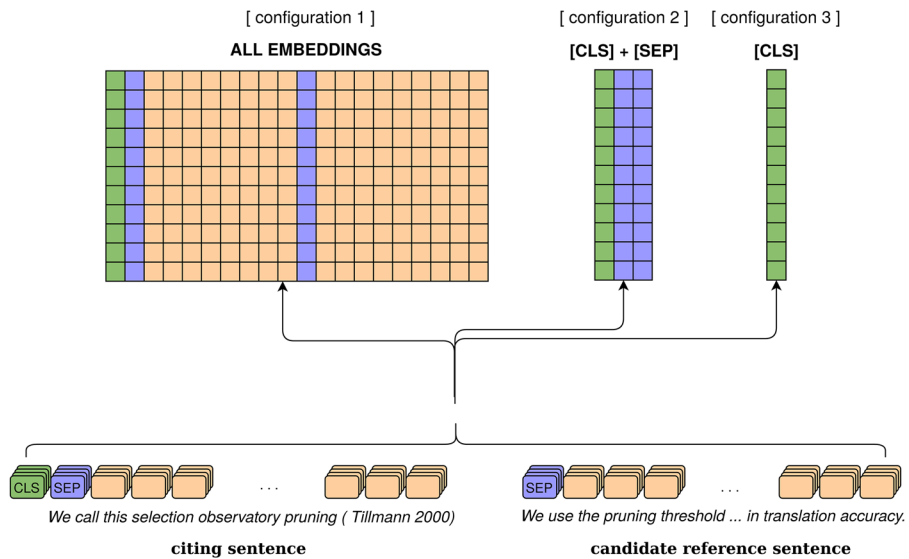 [ configuration 1 ] [ configuration 2 ] [ configuration 3 ]
ALL EMBEDDINGS [CLS] + [SEP] [CLS]
CLS SEP ... SEP ...
We call this selection observatory pruning ( Tillmann 2000) We use the pruning threshold ... in translation accuracy.
citing sentence candidate reference sentence